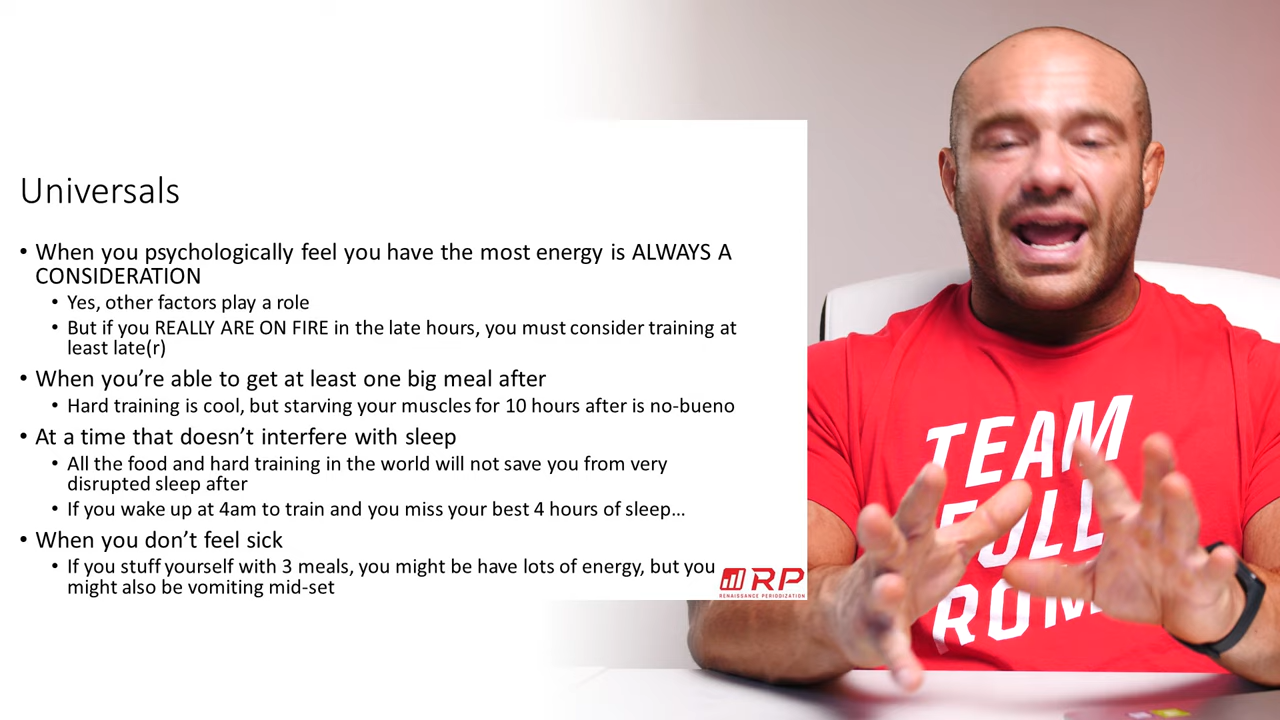 Universals
• When you psychologically feel you have the most energy is ALWAYS A
CONSIDERATION
• Yes, other factors play a role
• But if you REALLY ARE ON FIRE in the late hours, you must consider training at
least late(r)
• When you're able to get at least one big meal after
• Hard training is cool, but starving your muscles for 10 hours after is no-bueno
• At a time that doesn't interfere with sleep
• All the food and hard training in the world will not save you from very
disrupted sleep after
• If you wake up at 4am to train and you miss your best 4 hours of sleep...
• When you don't feel sick
• If you stuff yourself with 3 meals, you might be have lots of energy, but you
might also be vomiting mid-set
RP
RENAISSANCE PERIODIZATION
TEAM
FULL
ROM